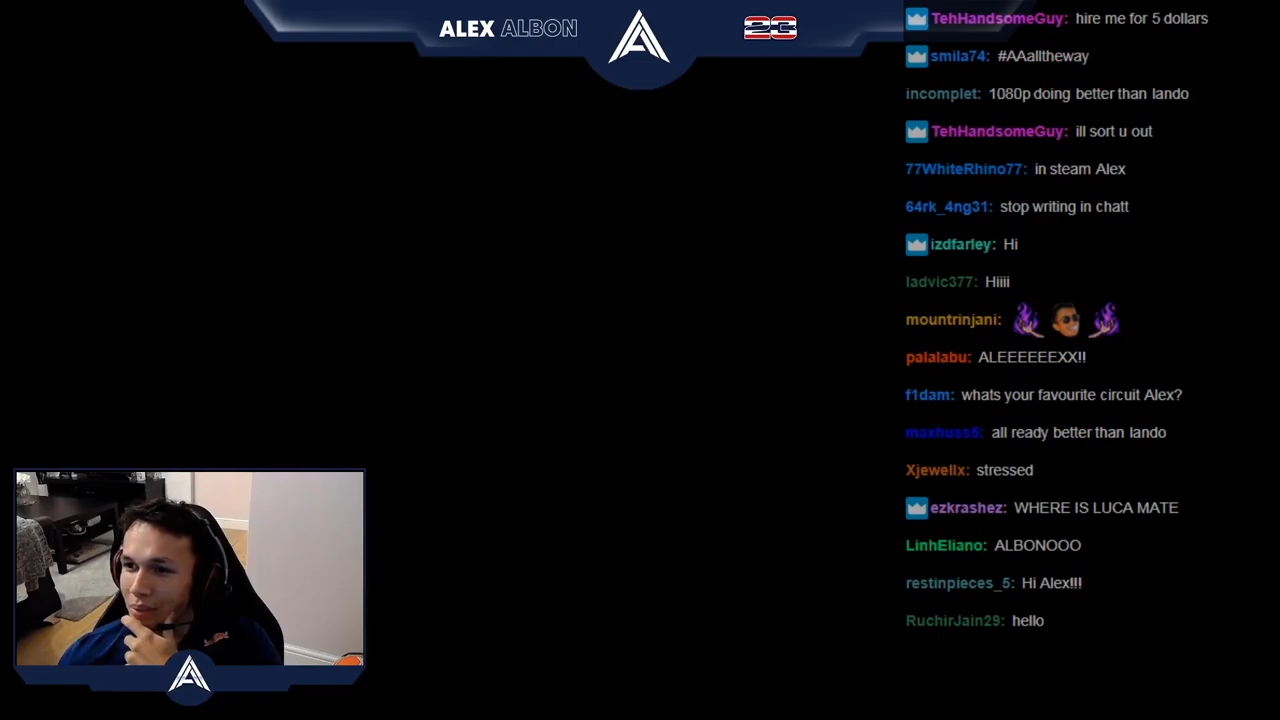 ALEX ALBON
23
TehHandsomeGuy: hire me for 5 dollars
smila74: #AAalltheway
incomplet: 1080p doing better than lando
TehHandsomeGuy: ill sort u out
77WhiteRhino77: in steam Alex
64rk_4ng31: stop writing in chatt
izdfarley: Hi
ladvic377: Hiiii
mountrinjani:
palalabu: ALEEEEEEXX!!
f1dam: whats your favourite circuit Alex?
maxhuss5: all ready better than lando
Xjewellx: stressed
ezkrashez: WHERE IS LUCA MATE
LinhEliano: ALBONOOO
restinpieces_5: Hi Alex!!!
RuchirJain29: hello